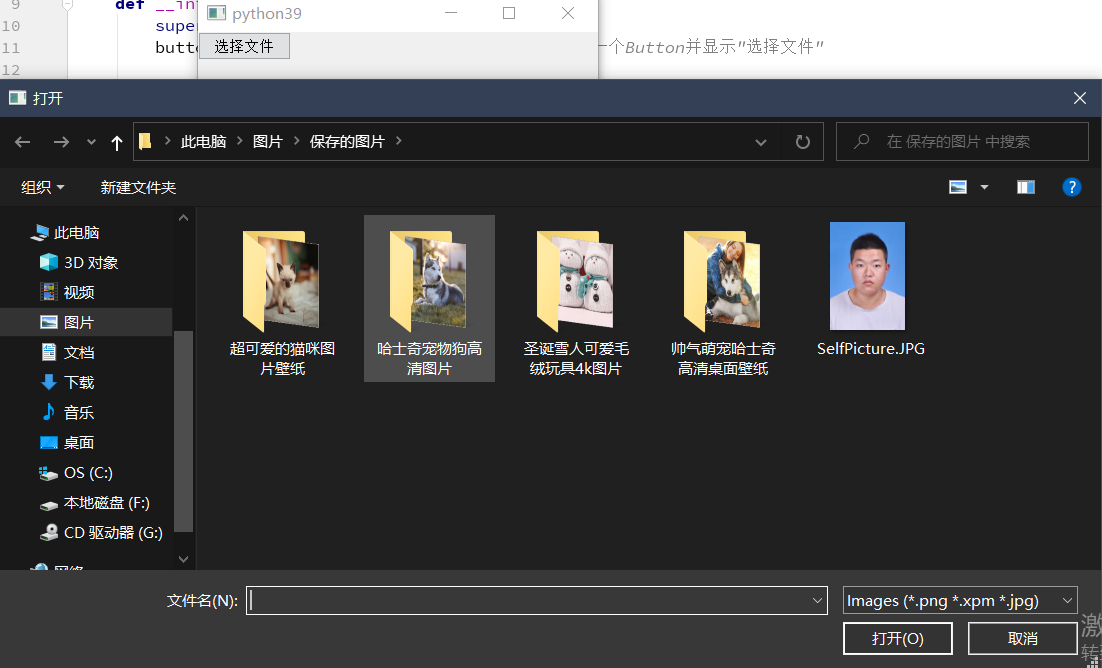 9 def __in
python39
10 supe
11 butt
选择文件
一个Button并显示"选择文件"
12
打开
此电脑 图片 保存的图片
在 保存的图片 中搜索
组织 新建文件夹
此电脑
3D 对象
视频
图片
文档
下载
音乐
桌面
OS (C:)
本地磁盘 (F:)
CD 驱动器 (G:)
网络
超可爱的猫咪图
片壁纸
哈士奇宠物狗高
清图片
圣诞雪人可爱毛
绒玩具4k图片
帅气萌宠哈士奇
高清桌面壁纸
SelfPicture.JPG
文件名(N):
Images (*.png *.xpm *.jpg)
打开(O) 取消
激
转到